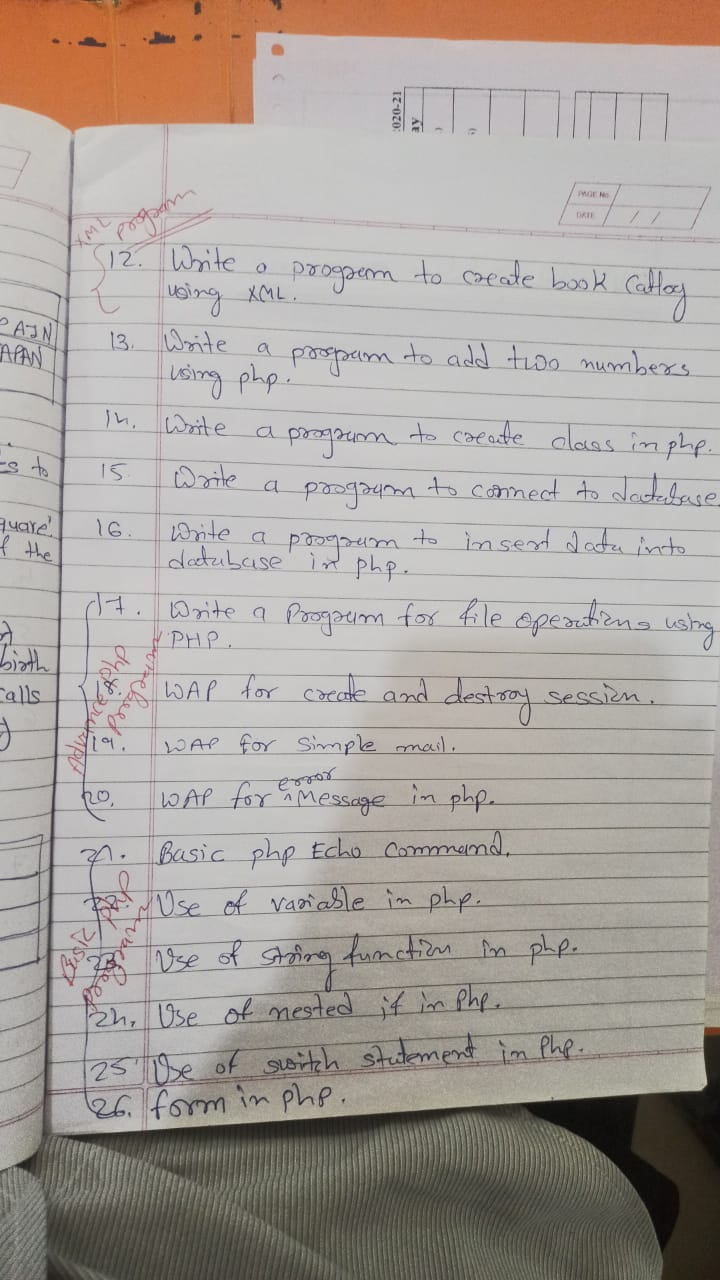 2020-21
ay
PAGE No.
DATE / /
XML program
12. Write a program to create book Catlog
using XML.
13. Write a program to add two numbers
using php.
14. Write a program to create class in php.
15. Write a program to connect to database
16. Write a program to insert data into
database in php.
17. Write a Program for file operations using
PHP.
Advance php program
18. WAP for create and destroy session.
19. WAP for simple mail.
error
20. WAP for ^ Message in php.
21. Basic php Echo Command.
Basic php program
22. Use of variable in php.
23. Use of string function in php.
24. Use of nested if in php.
25 Use of switch statement in php.
26. form in php.
APAN
s to
quare'
f the
birth
calls